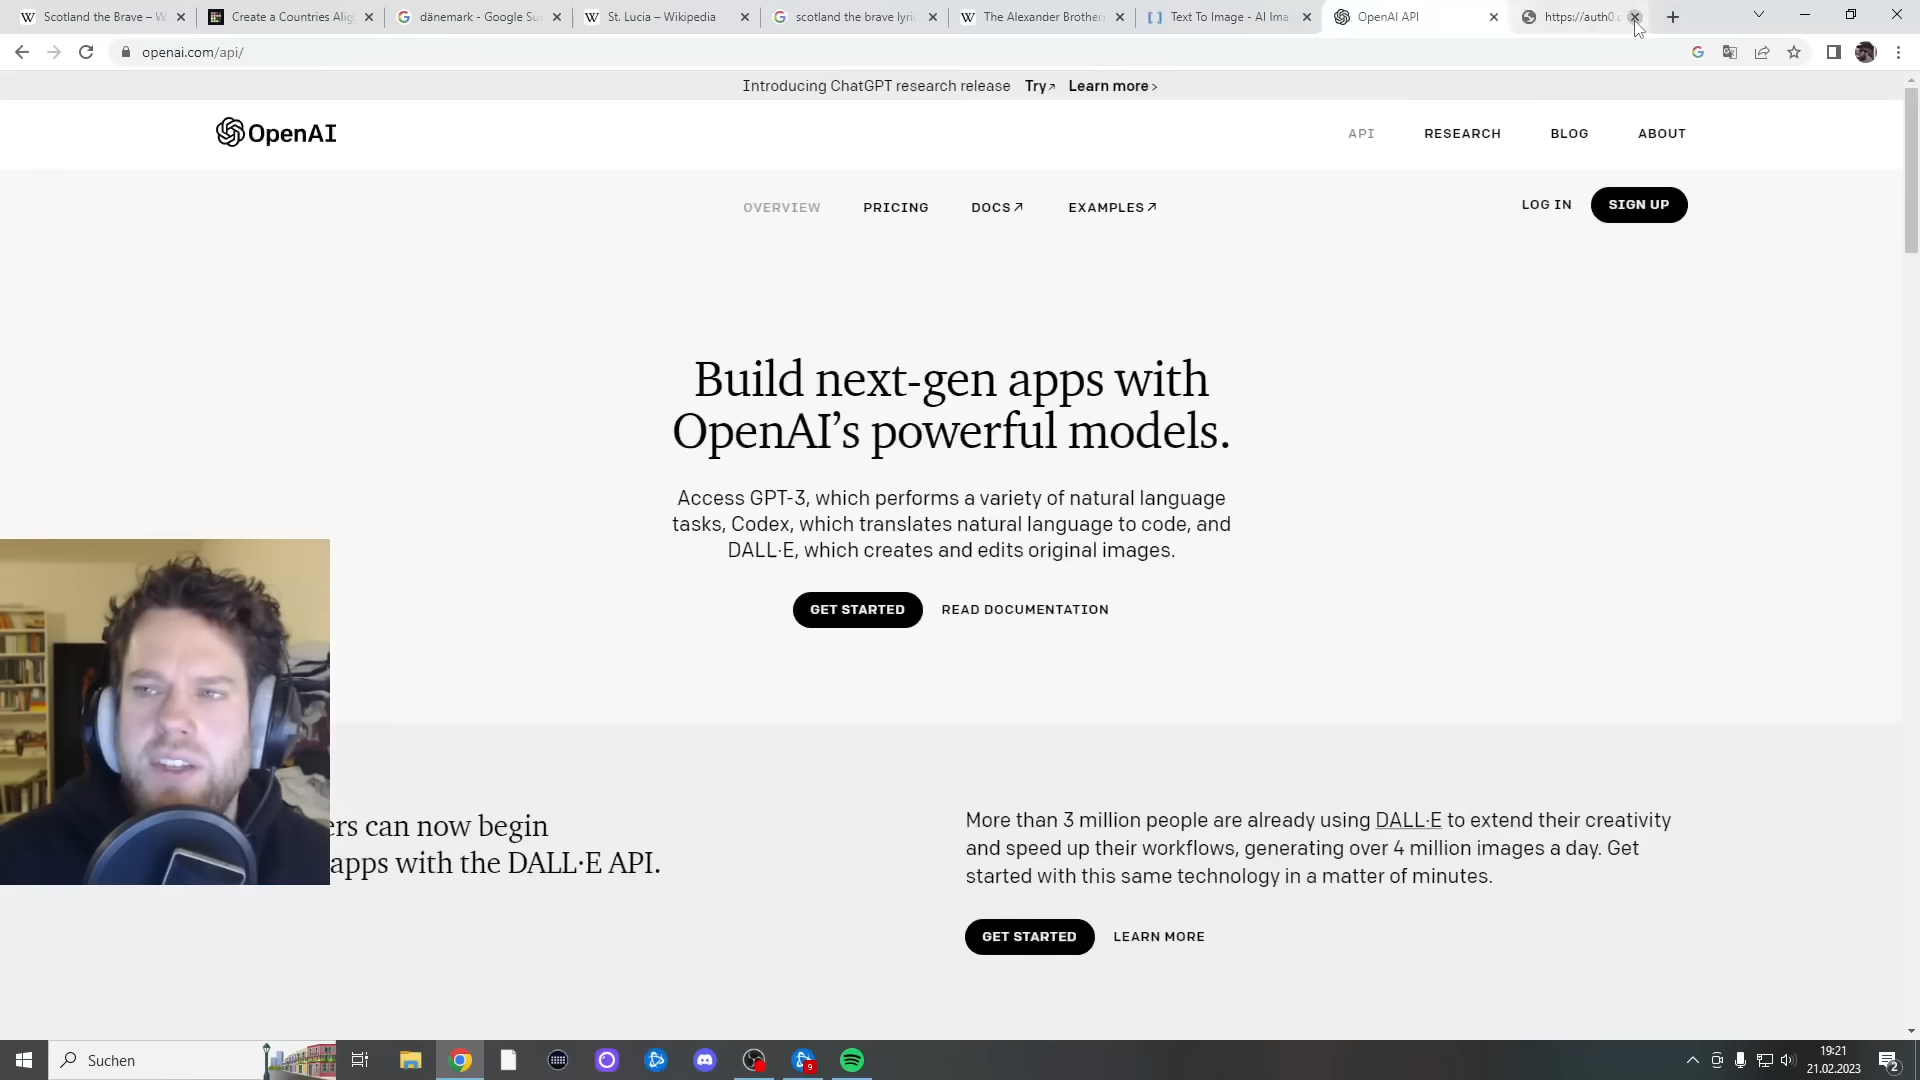 Scotland the Brave – W
Create a Countries Alig
dänemark - Google Su
St. Lucia – Wikipedia
scotland the brave lyri
The Alexander Brother
Text To Image - AI Ima
OpenAI API
https://auth0.
openai.com/api/
Introducing ChatGPT research release Try↗ Learn more ›
OpenAI
API RESEARCH BLOG ABOUT
OVERVIEW PRICING DOCS↗ EXAMPLES↗
LOG IN SIGN UP
Build next-gen apps with
OpenAI’s powerful models.
Access GPT-3, which performs a variety of natural language
tasks, Codex, which translates natural language to code, and
DALL·E, which creates and edits original images.
GET STARTED READ DOCUMENTATION
ers can now begin
apps with the DALL·E API.
More than 3 million people are already using DALL·E to extend their creativity
and speed up their workflows, generating over 4 million images a day. Get
started with this same technology in a matter of minutes.
GET STARTED LEARN MORE
Suchen
9
19:21
21.02.2023
2